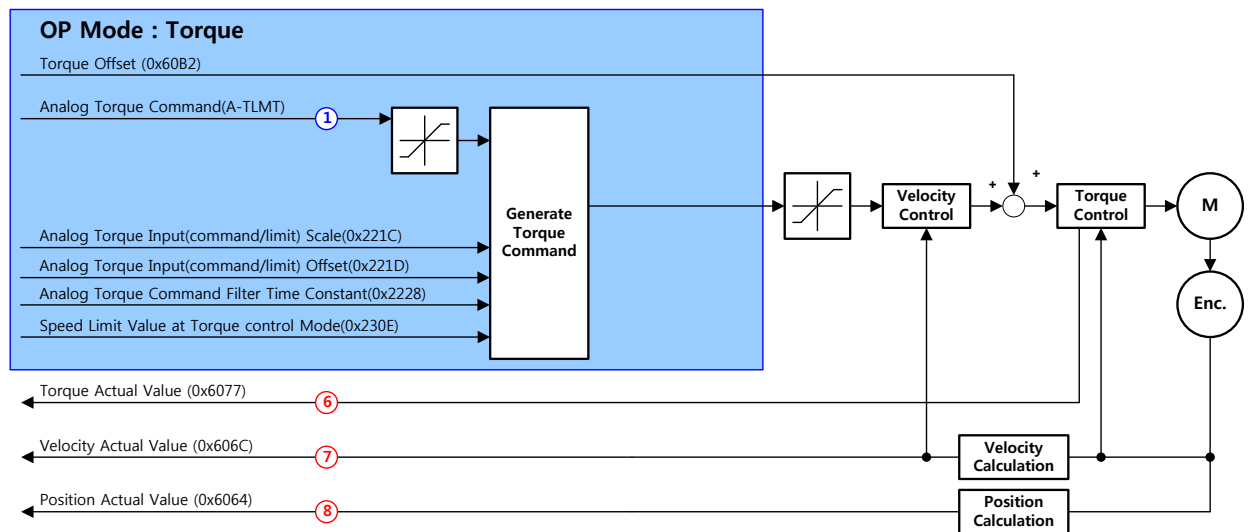 OP Mode : Torque
Torque Offset (0x60B2)
Analog Torque Command(A-TLMT)
1
Generate
Torque
Command
Analog Torque Input(command/limit) Scale(0x221C)
Analog Torque Input(command/limit) Offset(0x221D)
Analog Torque Command Filter Time Constant(0x2228)
Speed Limit Value at Torque control Mode(0x230E)
Velocity
Control
+
+
Torque
Control
M
Enc.
Torque Actual Value (0x6077)
6
Velocity Actual Value (0x606C)
7
Velocity
Calculation
Position Actual Value (0x6064)
8
Position
Calculation